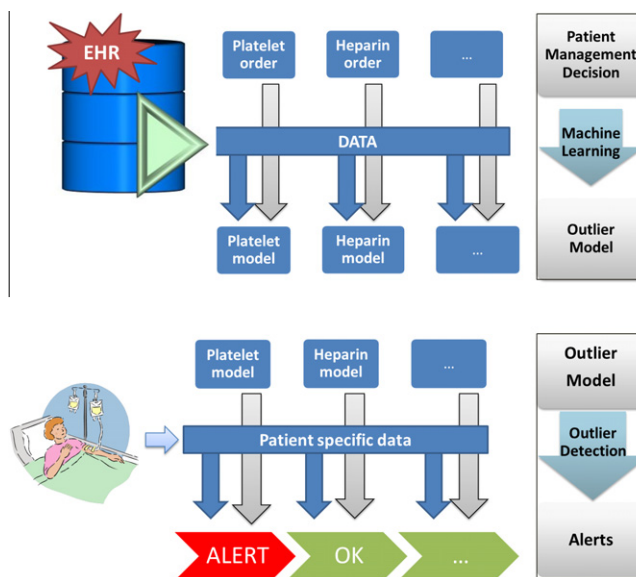 EHR
Platelet
order
Heparin
order
...
Patient
Management
Decision
DATA
Machine
Learning
Platelet
model
Heparin
model
...
Outlier
Model
Platelet
model
Heparin
model
...
Outlier
Model
Patient specific data
Outlier
Detection
ALERT
OK
...
Alerts